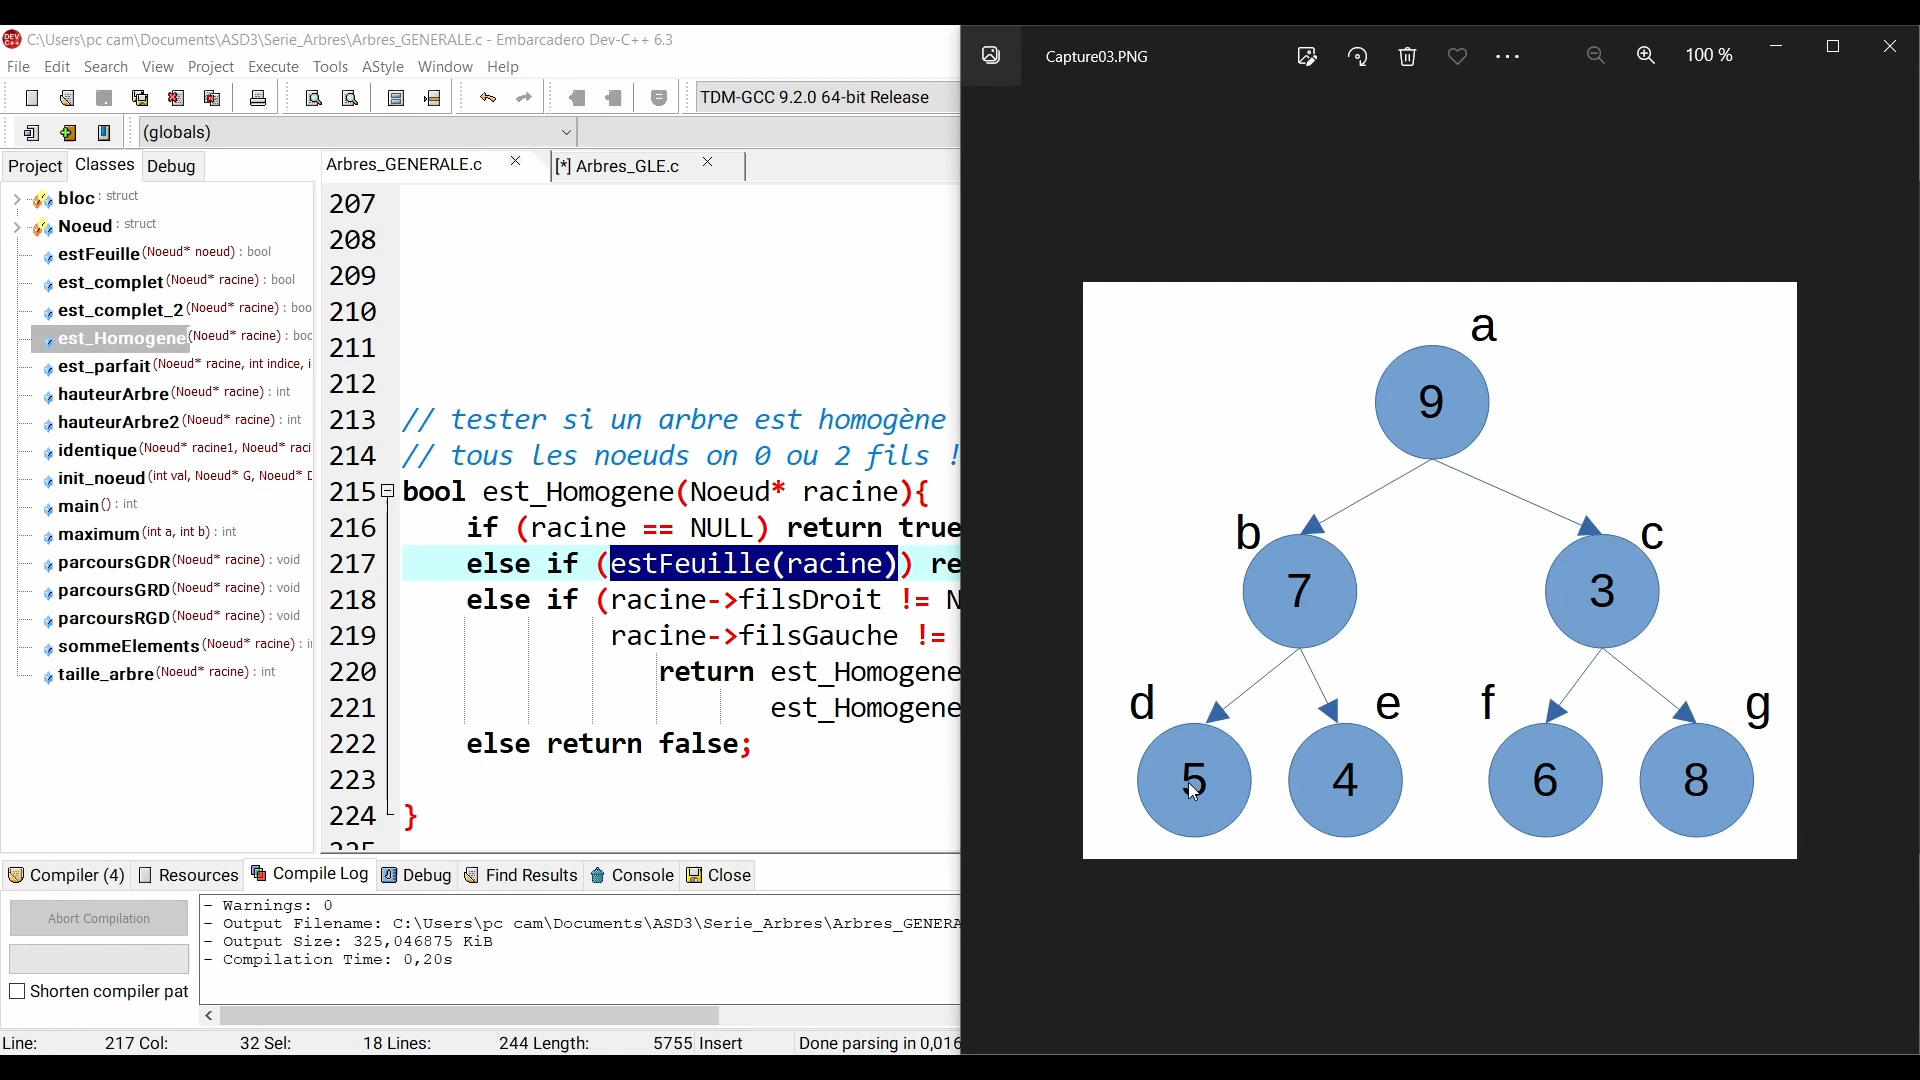 C:\Users\pc cam\Documents\ASD3\Serie_Arbres\Arbres_GENERALE.c - Embarcadero Dev-C++ 6.3
File Edit Search View Project Execute Tools AStyle Window Help
TDM-GCC 9.2.0 64-bit Release
(globals)
Project Classes Debug
Arbres_GENERALE.c [*] Arbres_GLE.c
bloc : struct
Noeud : struct
estFeuille (Noeud* noeud) : bool
est_complet (Noeud* racine) : bool
est_complet_2 (Noeud* racine) : boo
est_Homogene (Noeud* racine) : boo
est_parfait (Noeud* racine, int indice, i
hauteurArbre (Noeud* racine) : int
hauteurArbre2 (Noeud* racine) : int
identique (Noeud* racine1, Noeud* raci
init_noeud (int val, Noeud* G, Noeud* D
main () : int
maximum (int a, int b) : int
parcoursGDR (Noeud* racine) : void
parcoursGRD (Noeud* racine) : void
parcoursRGD (Noeud* racine) : void
sommeElements (Noeud* racine) : i
taille_arbre (Noeud* racine) : int
207
208
209
210
211
212
213 // tester si un arbre est homogène
214 // tous les noeuds on 0 ou 2 fils !
215 bool est_Homogene(Noeud* racine){
216 if (racine == NULL) return true
217 else if (estFeuille(racine)) re
218 else if (racine->filsDroit != N
219 racine->filsGauche !=
220 return est_Homogene
221 est_Homogene
222 else return false;
223
224 }
225
Compiler (4) Resources Compile Log Debug Find Results Console Close
Abort Compilation
Shorten compiler pat
- Warnings: 0
- Output Filename: C:\Users\pc cam\Documents\ASD3\Serie_Arbres\Arbres_GENERA
- Output Size: 325,046875 KiB
- Compilation Time: 0,20s
Line: 217 Col: 32 Sel: 18 Lines: 244 Length: 5755 Insert Done parsing in 0,016
Capture03.PNG
100 %
a
9
b c
7 3
d e f g
5 4 6 8